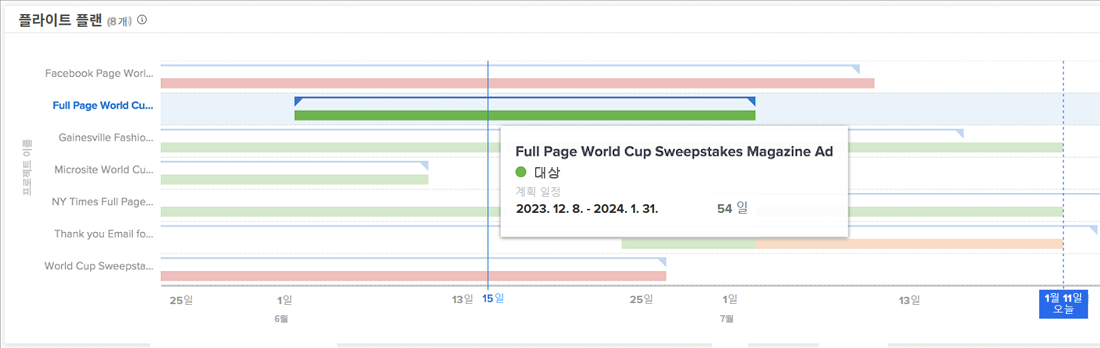 플라이트 플랜 (8개)
프로젝트 이름
Facebook Page Worl...
Full Page World Cu...
Gainesville Fashio...
Microsite World Cu...
NY Times Full Page...
Thank you Email fo...
World Cup Sweepsta...
Full Page World Cup Sweepstakes Magazine Ad
대상
계획 일정
2023. 12. 8. - 2024. 1. 31. 54 일
25일 1일 13일 15일 25일 1일 13일
6월 7월
1월 11일
오늘